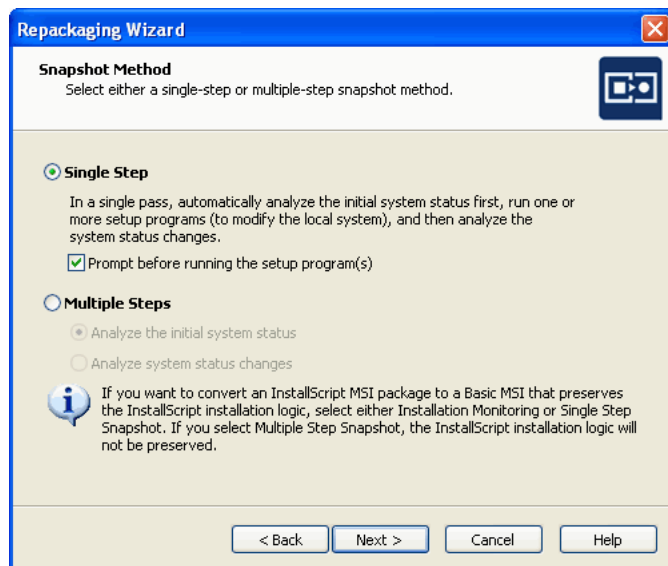 Repackaging Wizard
Snapshot Method
Select either a single-step or multiple-step snapshot method.
Single Step
In a single pass, automatically analyze the initial system status first, run one or
more setup programs (to modify the local system), and then analyze the
system status changes.
Prompt before running the setup program(s)
Multiple Steps
Analyze the initial system status
Analyze system status changes
If you want to convert an InstallScript MSI package to a Basic MSI that preserves
the InstallScript installation logic, select either Installation Monitoring or Single Step
Snapshot. If you select Multiple Step Snapshot, the InstallScript installation logic will
not be preserved.
< Back
Next >
Cancel
Help